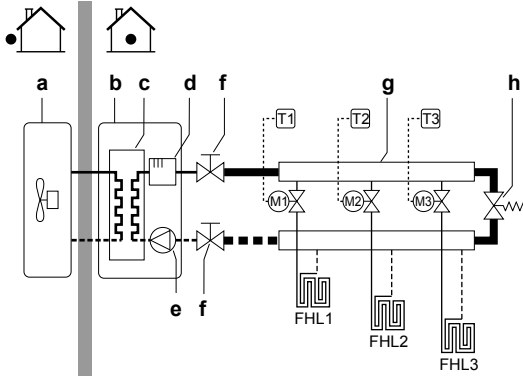 a b c d f g h
T1 T2 T3
M1 M2 M3
e f
FHL1
FHL2
FHL3